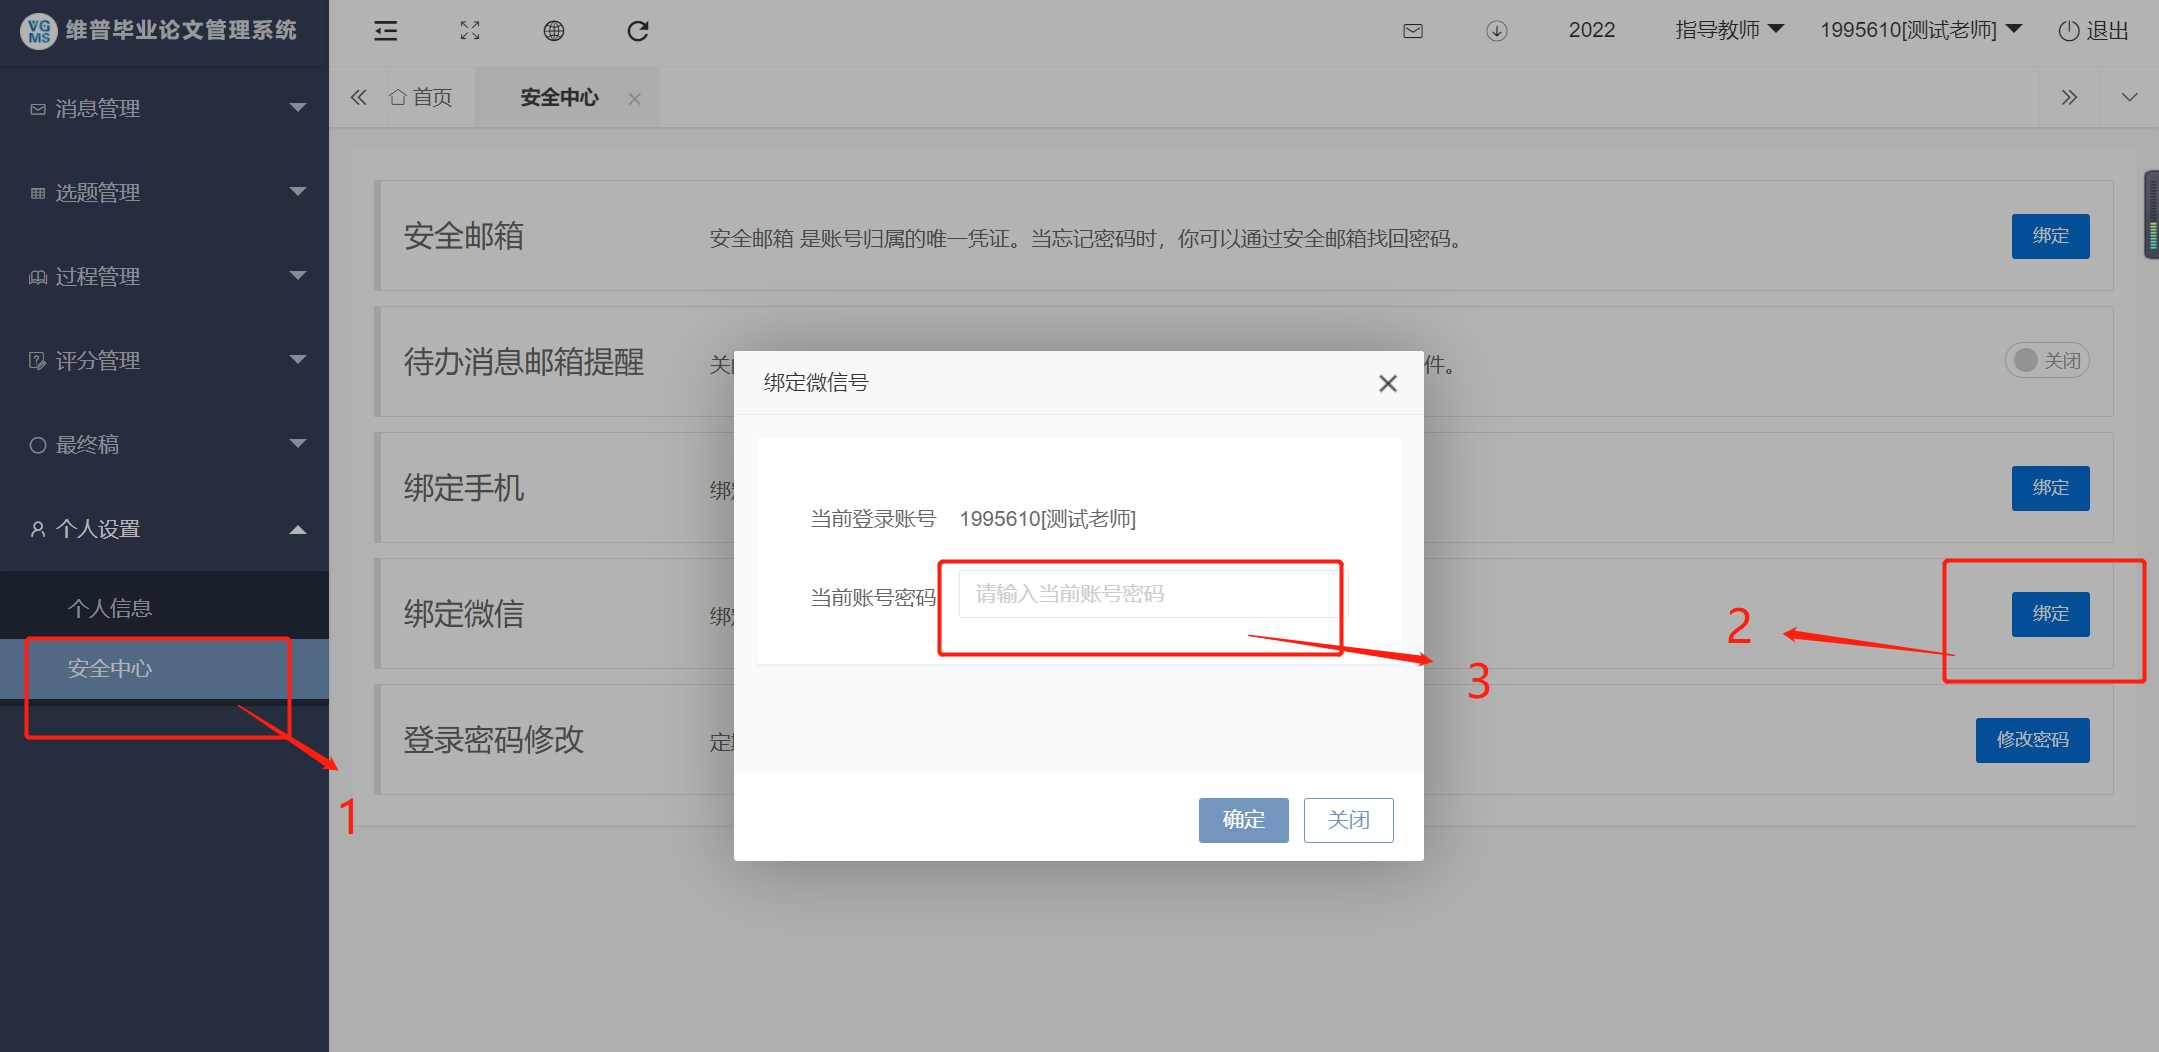 VG
MS
维普毕业论文管理系统
2022
指导教师
1995610[测试老师]
退出
首页
安全中心
消息管理
选题管理
过程管理
评分管理
最终稿
个人设置
个人信息
安全中心
1
安全邮箱
安全邮箱 是账号归属的唯一凭证。当忘记密码时，你可以通过安全邮箱找回密码。
绑定
待办消息邮箱提醒
件。
关闭
绑定手机
绑
绑定
绑定微信
绑
绑定
2
登录密码修改
定
修改密码
绑定微信号
当前登录账号
1995610[测试老师]
当前账号密码
请输入当前账号密码
3
确定
关闭